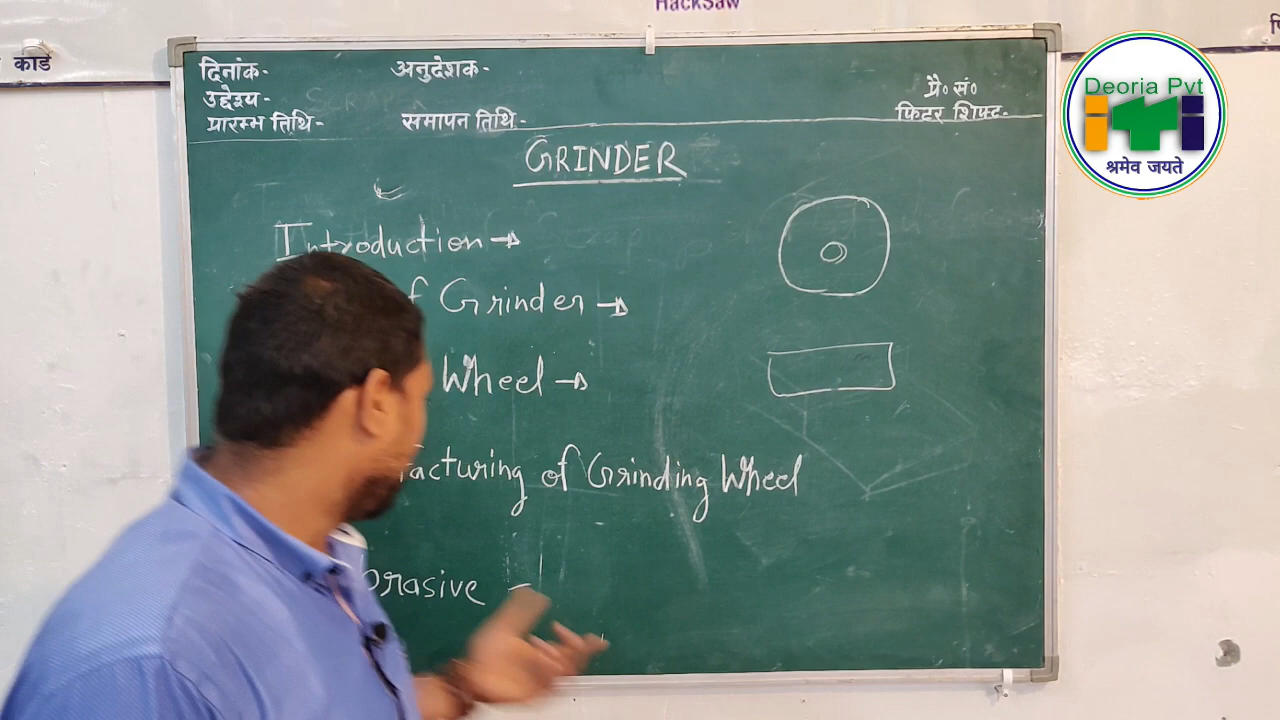 HackSaw
कार्ड
दिनांक- अनुदेशक-
उद्देश्य- प्रै० सं०
प्रारम्भ तिथि- समापन तिथि- फिटर शिफ्ट-
GRINDER
Introduction →
Grinder →
Wheel →
facturing of Grinding Wheel
brasive -
Deoria Pvt
ITI
श्रमेव जयते